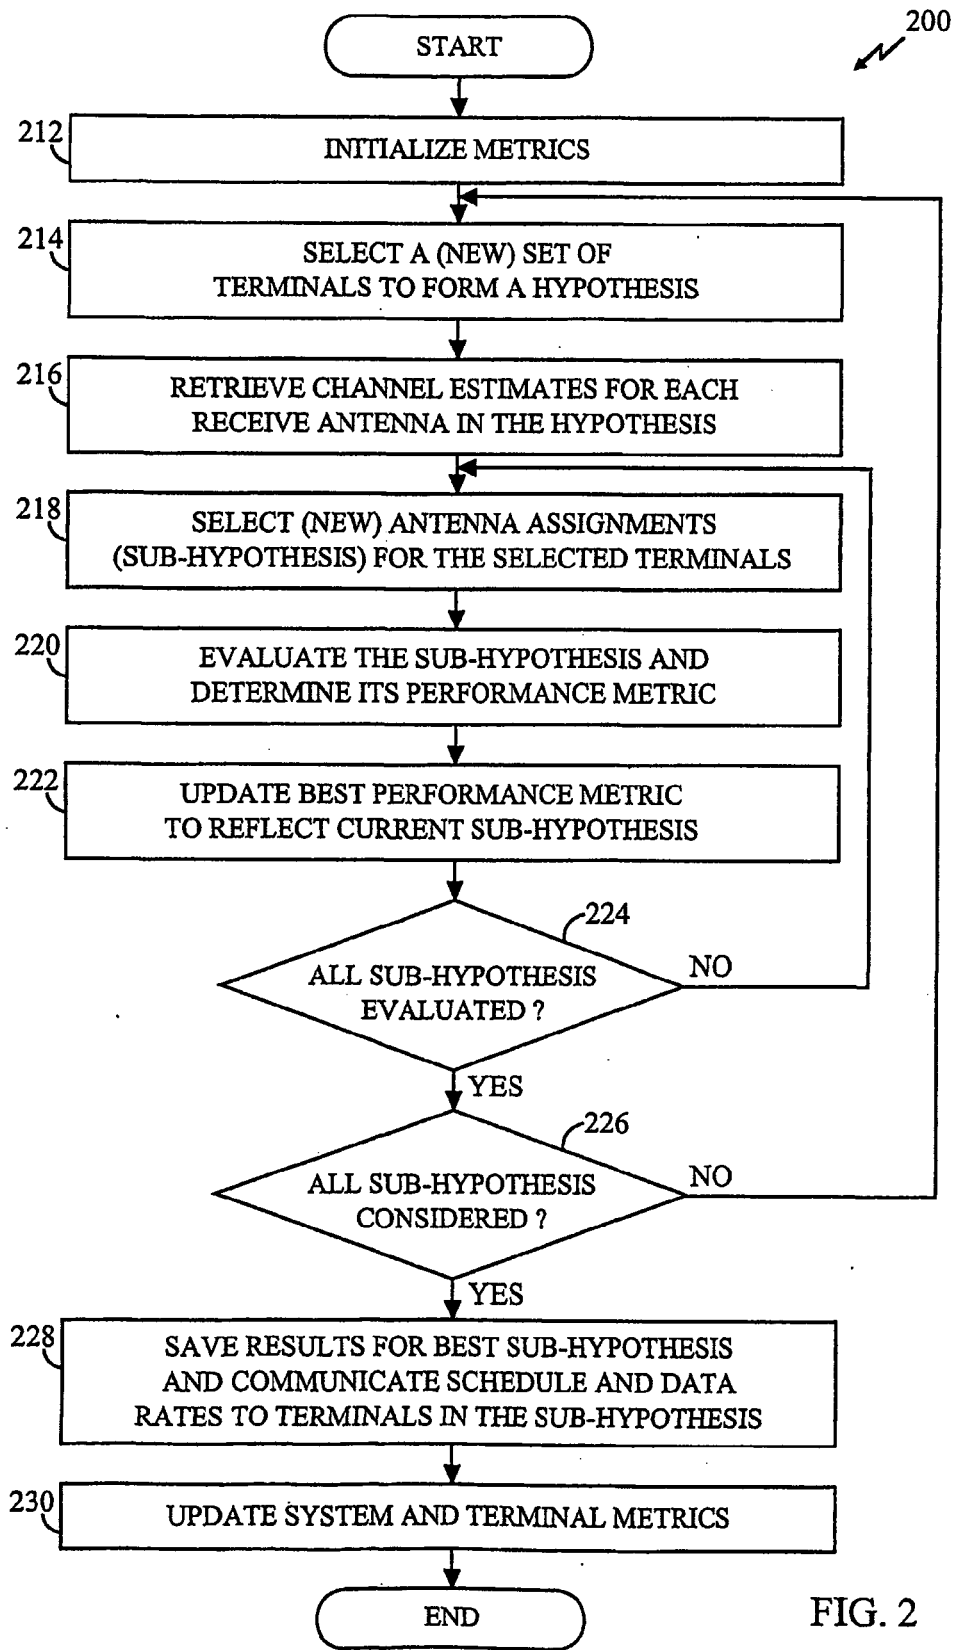 200
START
212
INITIALIZE METRICS
214
SELECT A (NEW) SET OF
TERMINALS TO FORM A HYPOTHESIS
216
RETRIEVE CHANNEL ESTIMATES FOR EACH
RECEIVE ANTENNA IN THE HYPOTHESIS
218
SELECT (NEW) ANTENNA ASSIGNMENTS
(SUB-HYPOTHESIS) FOR THE SELECTED TERMINALS
220
EVALUATE THE SUB-HYPOTHESIS AND
DETERMINE ITS PERFORMANCE METRIC
222
UPDATE BEST PERFORMANCE METRIC
TO REFLECT CURRENT SUB-HYPOTHESIS
224
ALL SUB-HYPOTHESIS
EVALUATED ?
NO
YES
226
ALL SUB-HYPOTHESIS
CONSIDERED ?
NO
YES
228
SAVE RESULTS FOR BEST SUB-HYPOTHESIS
AND COMMUNICATE SCHEDULE AND DATA
RATES TO TERMINALS IN THE SUB-HYPOTHESIS
230
UPDATE SYSTEM AND TERMINAL METRICS
END
FIG. 2